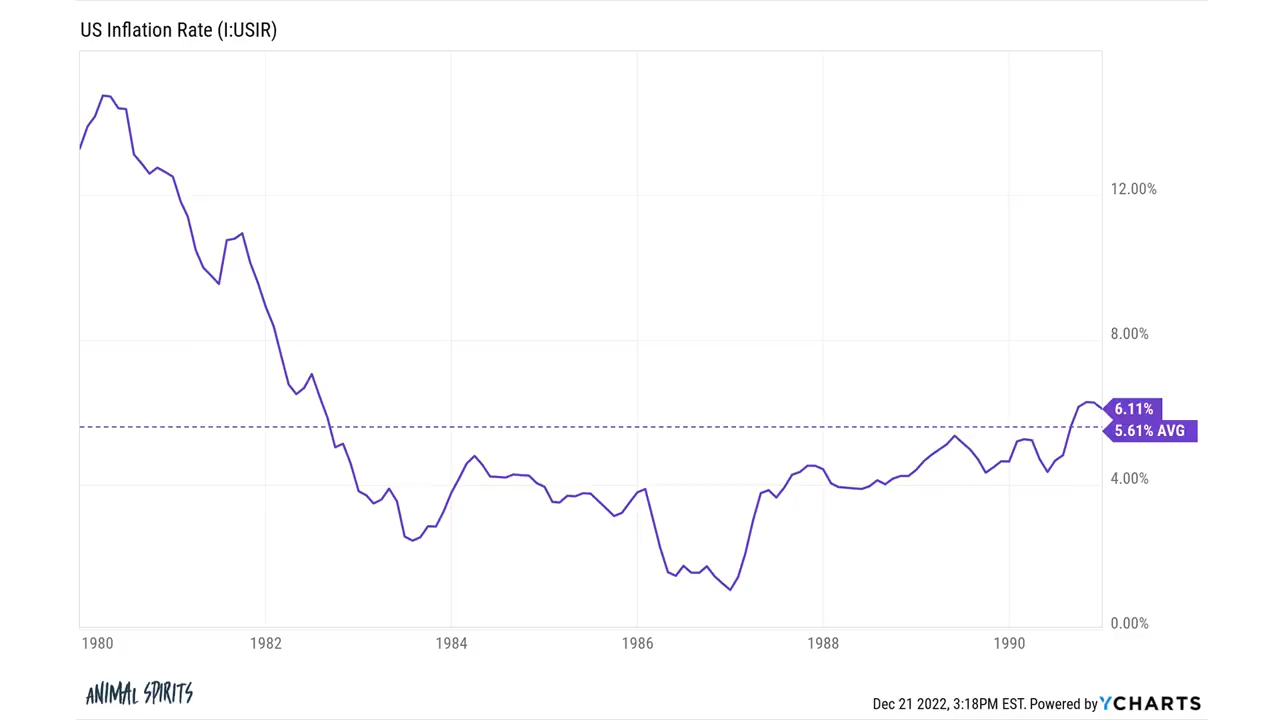 US Inflation Rate (I:USIR)
12.00%
8.00%
6.11%
5.61% AVG
4.00%
0.00%
1980 1982 1984 1986 1988 1990
ANIMAL SPIRITS
Dec 21 2022, 3:18PM EST. Powered by YCHARTS